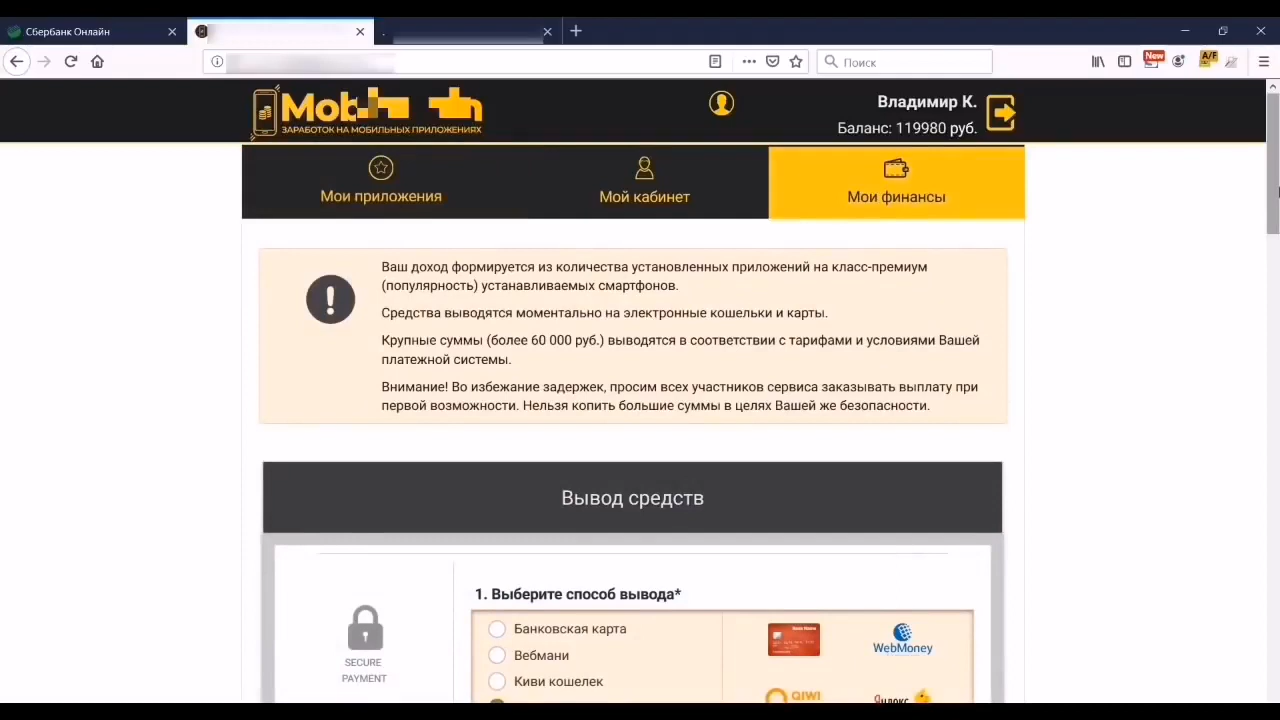 Сбербанк Онлайн
Поиск
New
A/F
Mob
ЗАРАБОТОК НА МОБИЛЬНЫХ ПРИЛОЖЕНИЯХ
Владимир К.
Баланс: 119980 руб.
Мои приложения
Мой кабинет
Мои финансы
Ваш доход формируется из количества установленных приложений на класс-премиум
(популярность) устанавливаемых смартфонов.
Средства выводятся моментально на электронные кошельки и карты.
Крупные суммы (более 60 000 руб.) выводятся в соответствии с тарифами и условиями Вашей
платежной системы.
Внимание! Во избежание задержек, просим всех участников сервиса заказывать выплату при
первой возможности. Нельзя копить большие суммы в целях Вашей же безопасности.
Вывод средств
SECURE
PAYMENT
1. Выберите способ вывода*
Банковская карта
Вебмани
Киви кошелек
WebMoney
QIWI
Яндекс